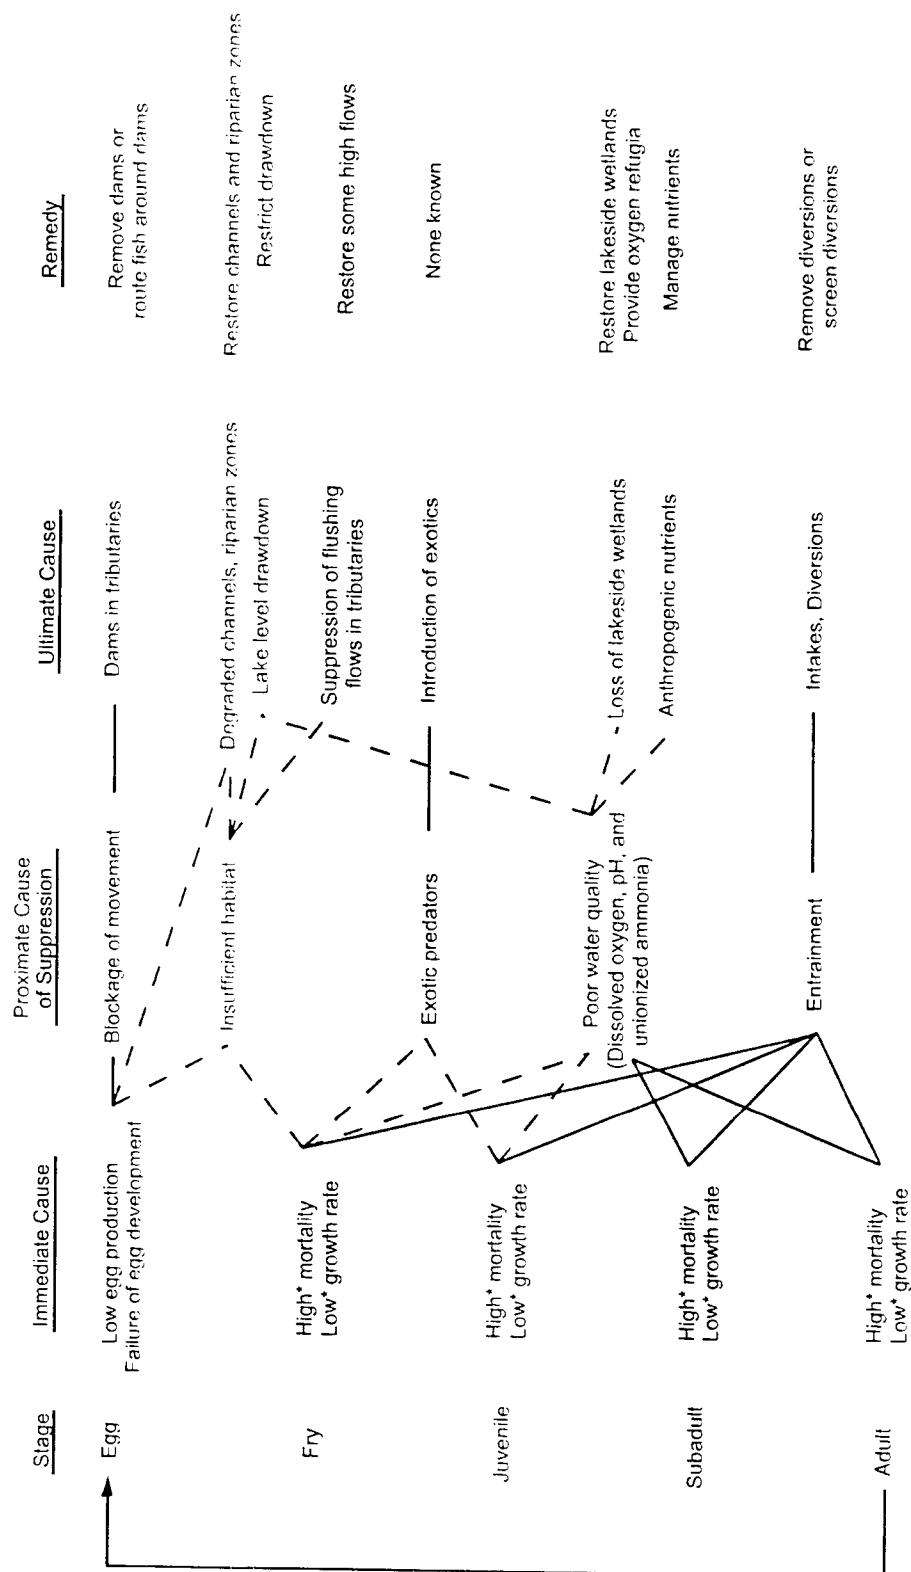 Stage
Immediate Cause
Proximate Cause
of Suppression
Ultimate Cause
Remedy
Egg
Low egg production
Failure of egg development
Blockage of movement
Dams in tributaries
Remove dams or
route fish around dams
Insufficient habitat
Degraded channels, riparian zones
Restore channels and riparian zones
Lake level drawdown
Restrict drawdown
Fry
High* mortality
Low* growth rate
Suppression of flushing
flows in tributaries
Restore some high flows
Exotic predators
Introduction of exotics
None known
Juvenile
High* mortality
Low* growth rate
Poor water quality
(Dissolved oxygen, pH, and
unionized ammonia)
Loss of lakeside wetlands
Restore lakeside wetlands
Provide oxygen refugia
Anthropogenic nutrients
Manage nutrients
Subadult
High* mortality
Low* growth rate
Entrainment
Intakes, Diversions
Remove diversions or
screen diversions
Adult
High* mortality
Low* growth rate